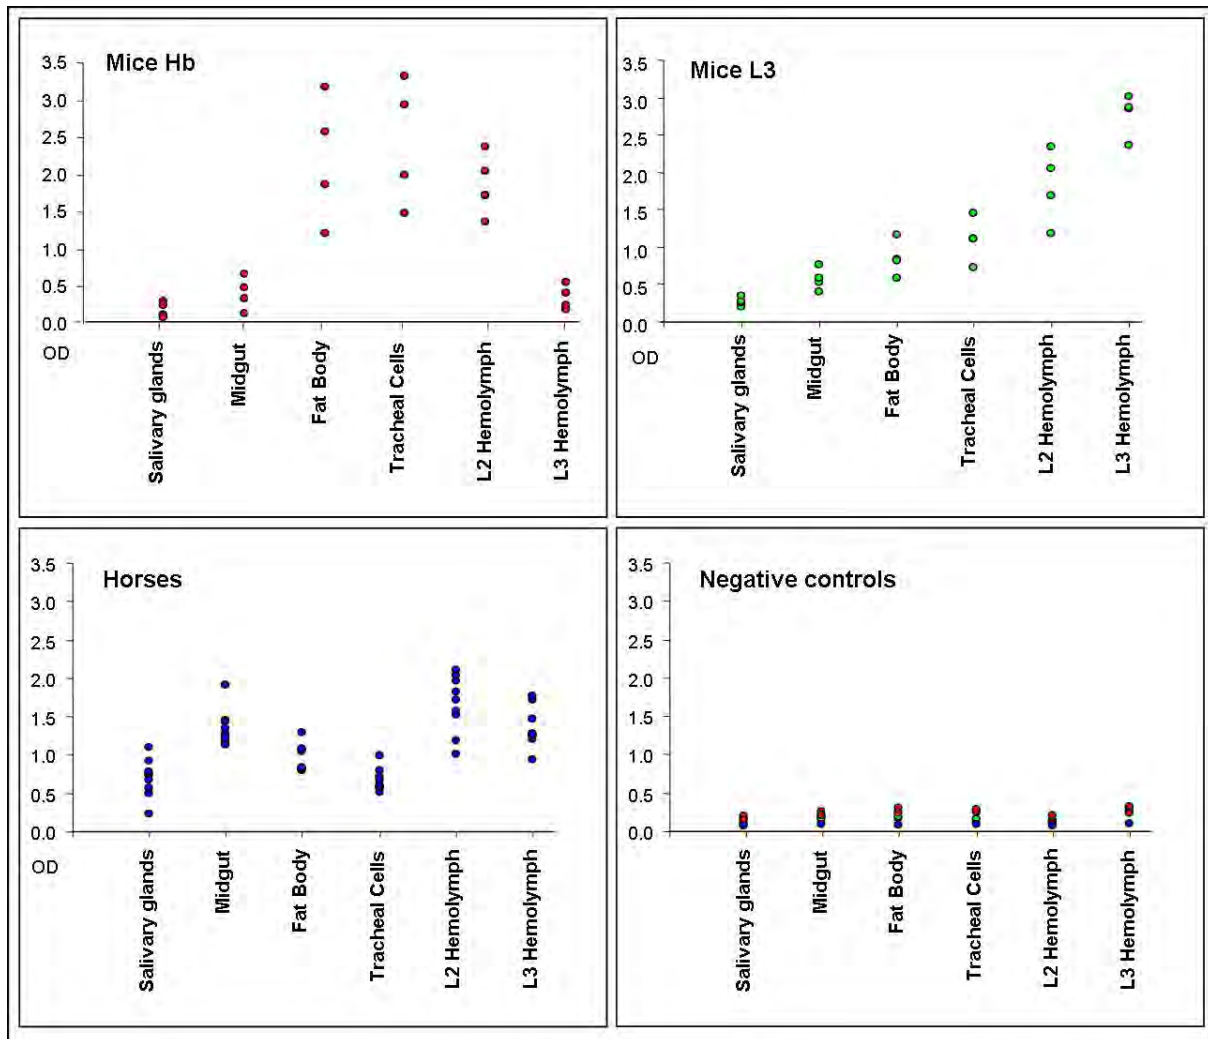 Mice Hb
3.5
3.0
2.5
2.0
1.5
1.0
0.5
0.0
OD
Salivary glands
Midgut
Fat Body
Tracheal Cells
L2 Hemolymph
L3 Hemolymph
Mice L3
3.5
3.0
2.5
2.0
1.5
1.0
0.5
0.0
OD
Salivary glands
Midgut
Fat Body
Tracheal Cells
L2 Hemolymph
L3 Hemolymph
Horses
3.5
3.0
2.5
2.0
1.5
1.0
0.5
0.0
OD
Salivary glands
Midgut
Fat Body
Tracheal Cells
L2 Hemolymph
L3 Hemolymph
Negative controls
3.5
3.0
2.5
2.0
1.5
1.0
0.5
0.0
Salivary glands
Midgut
Fat Body
Tracheal Cells
L2 Hemolymph
L3 Hemolymph